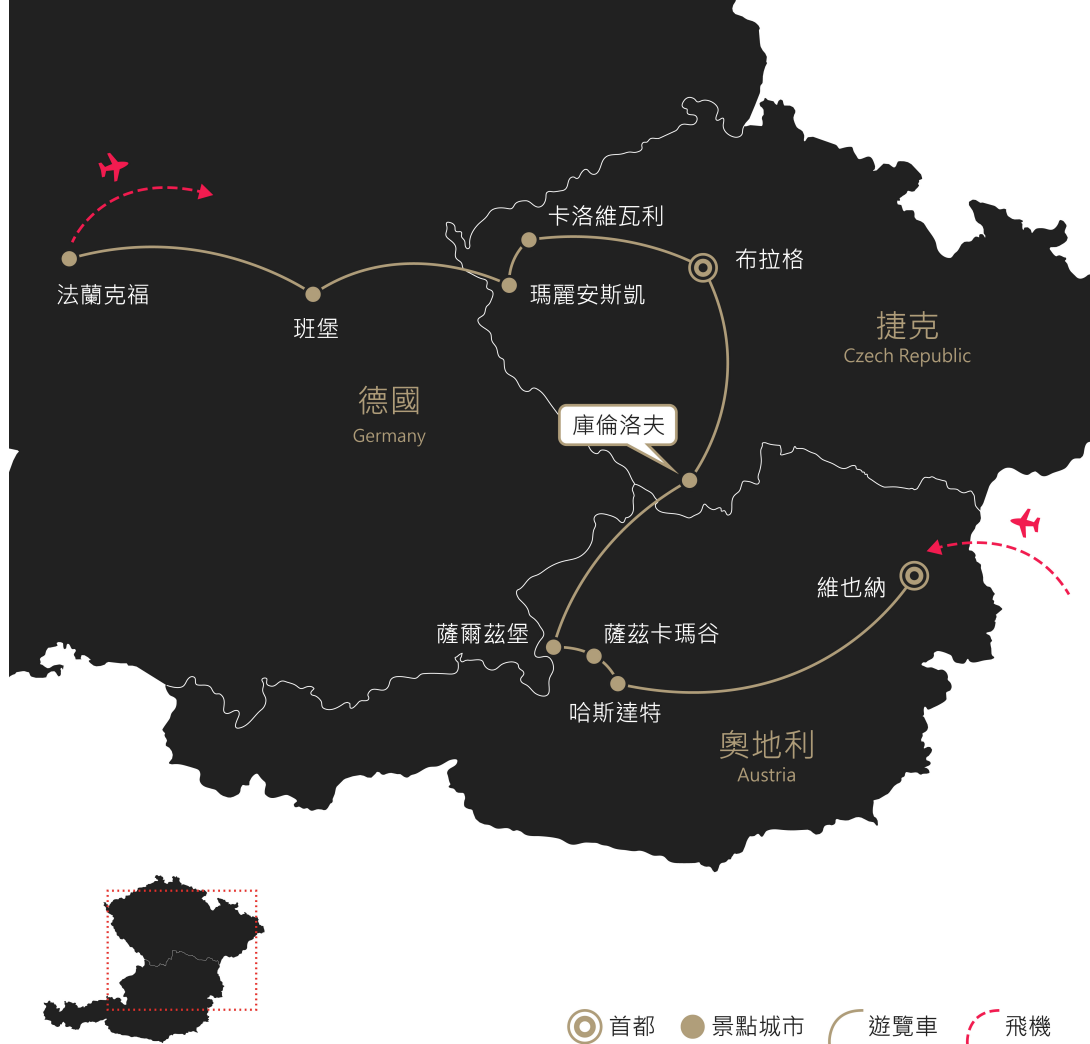 卡洛維瓦利
布拉格
法蘭克福
瑪麗安斯凱
班堡
捷克
Czech Republic
德國
Germany
庫倫洛夫
維也納
薩爾茲堡
薩茲卡瑪谷
哈斯達特
奧地利
Austria
首都
景點城市
遊覽車
飛機